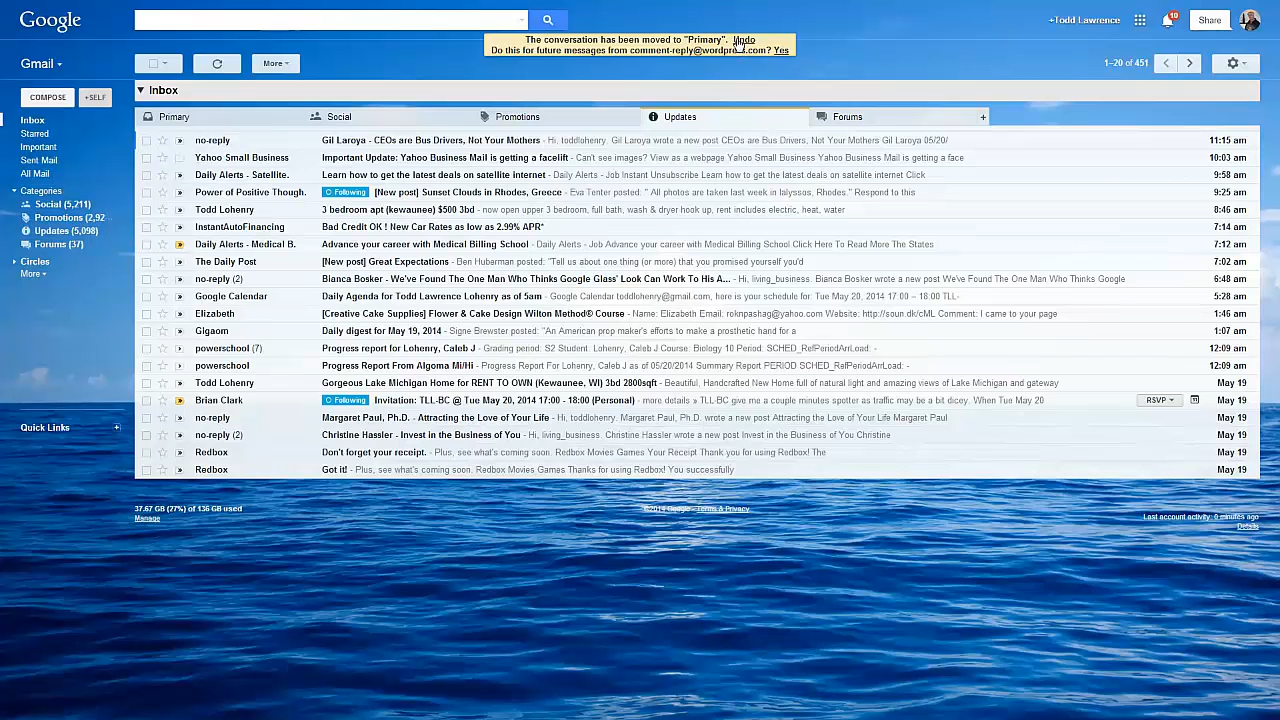 Google
+Todd Lawrence
10
Share
The conversation has been moved to "Primary". Undo
Do this for future messages from comment-reply@wordpress.com? Yes
Gmail
More
1–20 of 451
COMPOSE
+SELF
Inbox
Inbox
Starred
Important
Sent Mail
All Mail
Categories
Social (5,211)
Promotions (2,92
Updates (5,098)
Forums (37)
Circles
More
Quick Links
Primary Social Promotions Updates Forums +
no-reply Gil Laroya - CEOs are Bus Drivers, Not Your Mothers - Hi, toddlohenry, Gil Laroya wrote a new post CEOs are Bus Drivers, Not Your Mothers Gil Laroya 05/20/ 11:15 am
Yahoo Small Business Important Update: Yahoo Business Mail is getting a facelift - Can't see images? View as a webpage Yahoo Small Business Yahoo Business Mail is getting a face 10:03 am
Daily Alerts - Satellite. Learn how to get the latest deals on satellite internet - Daily Alerts - Job Instant Unsubscribe Learn how to get the latest deals on satellite internet Click 9:58 am
Power of Positive Though. Following [New post] Sunset Clouds in Rhodes, Greece - Eva Tenter posted: " All photos are taken last week in Ialyssos, Rhodes." Respond to this 9:25 am
Todd Lohenry 3 bedroom apt (kewaunee) $500 3bd - now open upper 3 bedroom, full bath, wash & dryer hook up, rent includes electric, heat, water 8:46 am
InstantAutoFinancing Bad Credit OK ! New Car Rates as low as 2.99% APR* 7:14 am
Daily Alerts - Medical B. Advance your career with Medical Billing School - Daily Alerts - Job Advance your career with Medical Billing School Click Here To Read More The States 7:12 am
The Daily Post [New post] Great Expectations - Ben Huberman posted: "Tell us about one thing (or more) that you promised yourself you'd 7:02 am
no-reply (2) Bianca Bosker - We've Found The One Man Who Thinks Google Glass' Look Can Work To His A... - Hi, living_business, Bianca Bosker wrote a new post We've Found The One Man Who Thinks Google 6:48 am
Google Calendar Daily Agenda for Todd Lawrence Lohenry as of 5am - Google Calendar toddlohenry@gmail.com, here is your schedule for: Tue May 20, 2014 17:00 – 18:00 TLL- 5:28 am
Elizabeth [Creative Cake Supplies] Flower & Cake Design Wilton Method® Course - Name: Elizabeth Email: roknpashag@yahoo.com Website: http://soun.dk/cML Comment: I came to your page 1:46 am
GIgaom Daily digest for May 19, 2014 - Signe Brewster posted: "An American prop maker's efforts to make a prosthetic hand for a 1:07 am
powerschool (7) Progress report for Lohenry, Caleb J - Grading period: S2 Student: Lohenry, Caleb J Course: Biology 10 Period: SCHED_RefPeriodArrLoad: - 12:09 am
powerschool Progress Report From Algoma Mi/Hi - Progress Report For Lohenry, Caleb J as of 05/20/2014 Summary Report PERIOD SCHED_RefPeriodArrLoad: - 12:09 am
Todd Lohenry Gorgeous Lake Michigan Home for RENT TO OWN (Kewaunee, WI) 3bd 2800sqft - Beautiful, Handcrafted New Home full of natural light and amazing views of Lake Michigan and gateway May 19
Brian Clark Following Invitation: TLL-BC @ Tue May 20, 2014 17:00 - 18:00 (Personal) - more details » TLL-BC give me a couple minutes spotter as traffic may be a bit dicey. When Tue May 20 RSVP May 19
no-reply Margaret Paul, Ph.D. - Attracting the Love of Your Life - Hi, toddlohenry, Margaret Paul, Ph.D. wrote a new post Attracting the Love of Your Life Margaret Paul May 19
no-reply (2) Christine Hassler - Invest in the Business of You - Hi, living_business, Christine Hassler wrote a new post Invest in the Business of You Christine May 19
Redbox Don't forget your receipt. - Plus, see what's coming soon. Redbox Movies Games Your Receipt Thank you for using Redbox! The May 19
Redbox Got it! - Plus, see what's coming soon. Redbox Movies Games Thanks for using Redbox! You successfully May 19
37.67 GB (27%) of 136 GB used
Manage
©2014 Google - Terms & Privacy
Last account activity: 0 minutes ago
Details